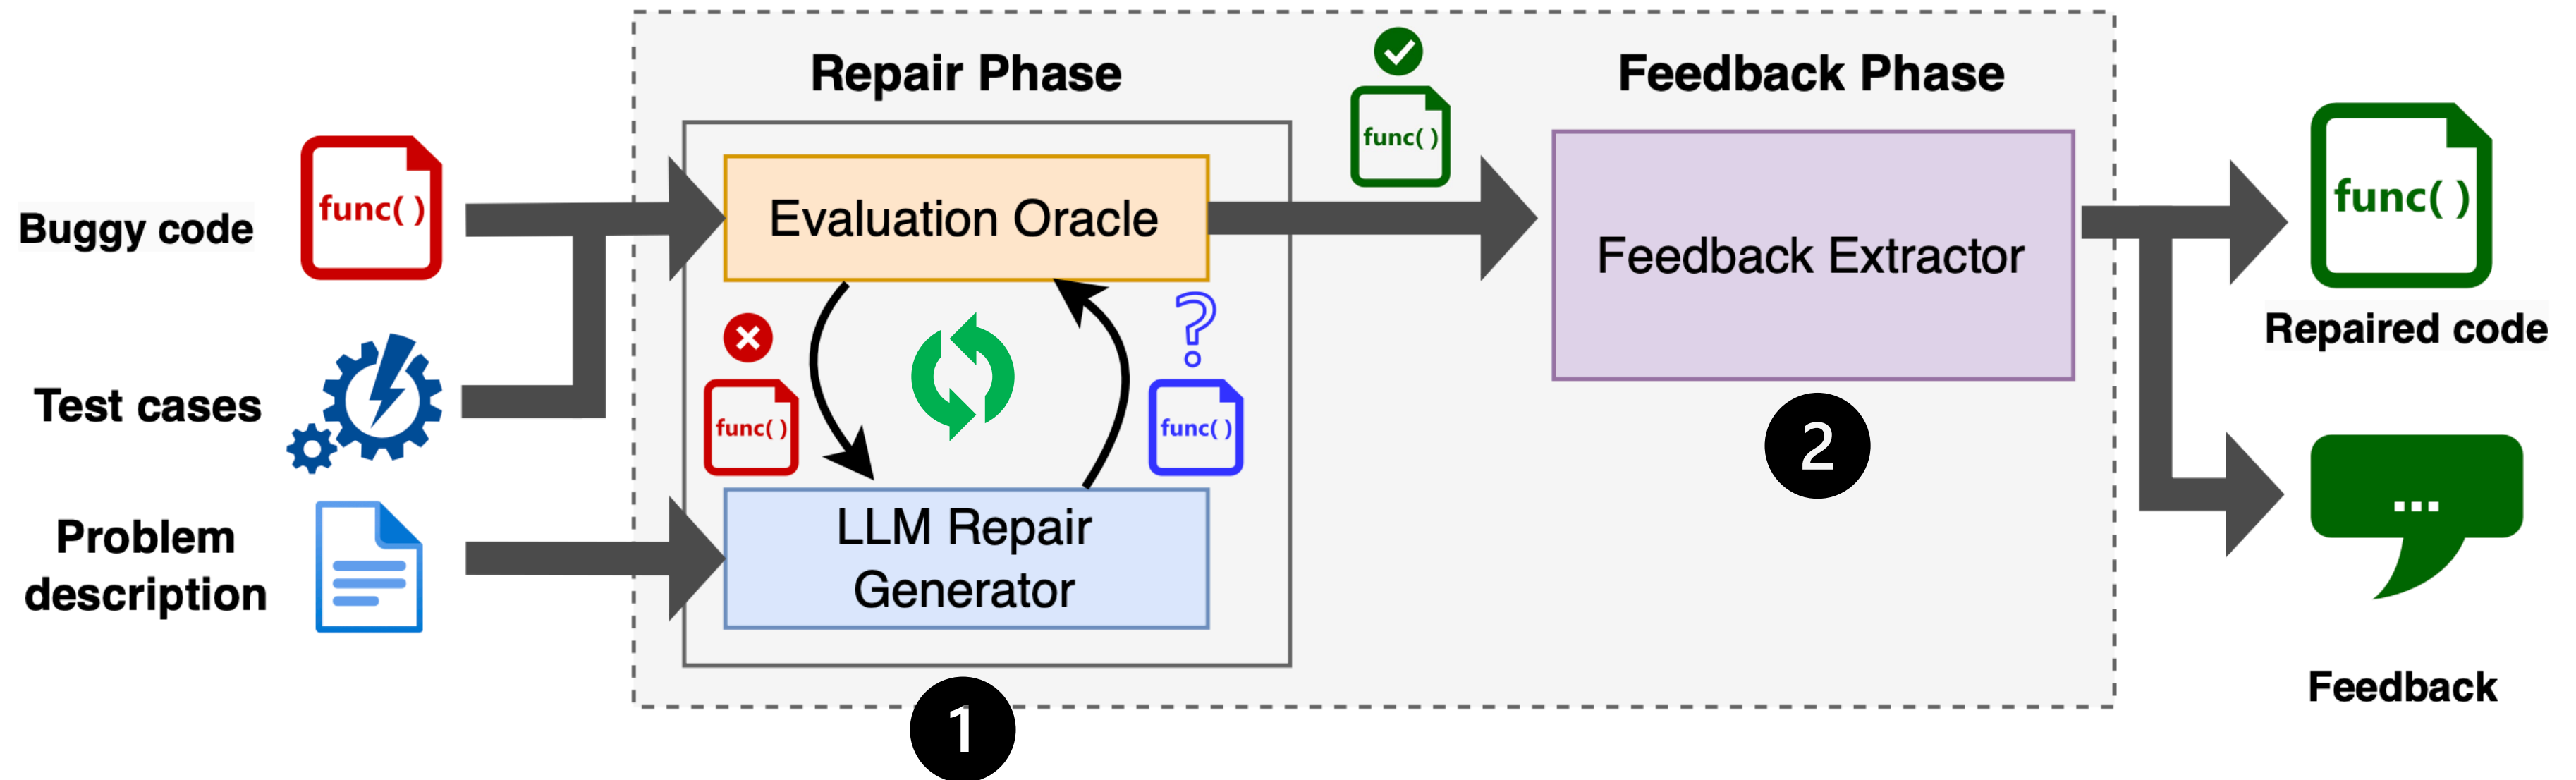 Repair Phase
Feedback Phase
func( )
func( )
func( )
Buggy code
Evaluation Oracle
Feedback Extractor
Repaired code
Test cases
func( )
func( )
2
...
Problem
description
LLM Repair
Generator
Feedback
1